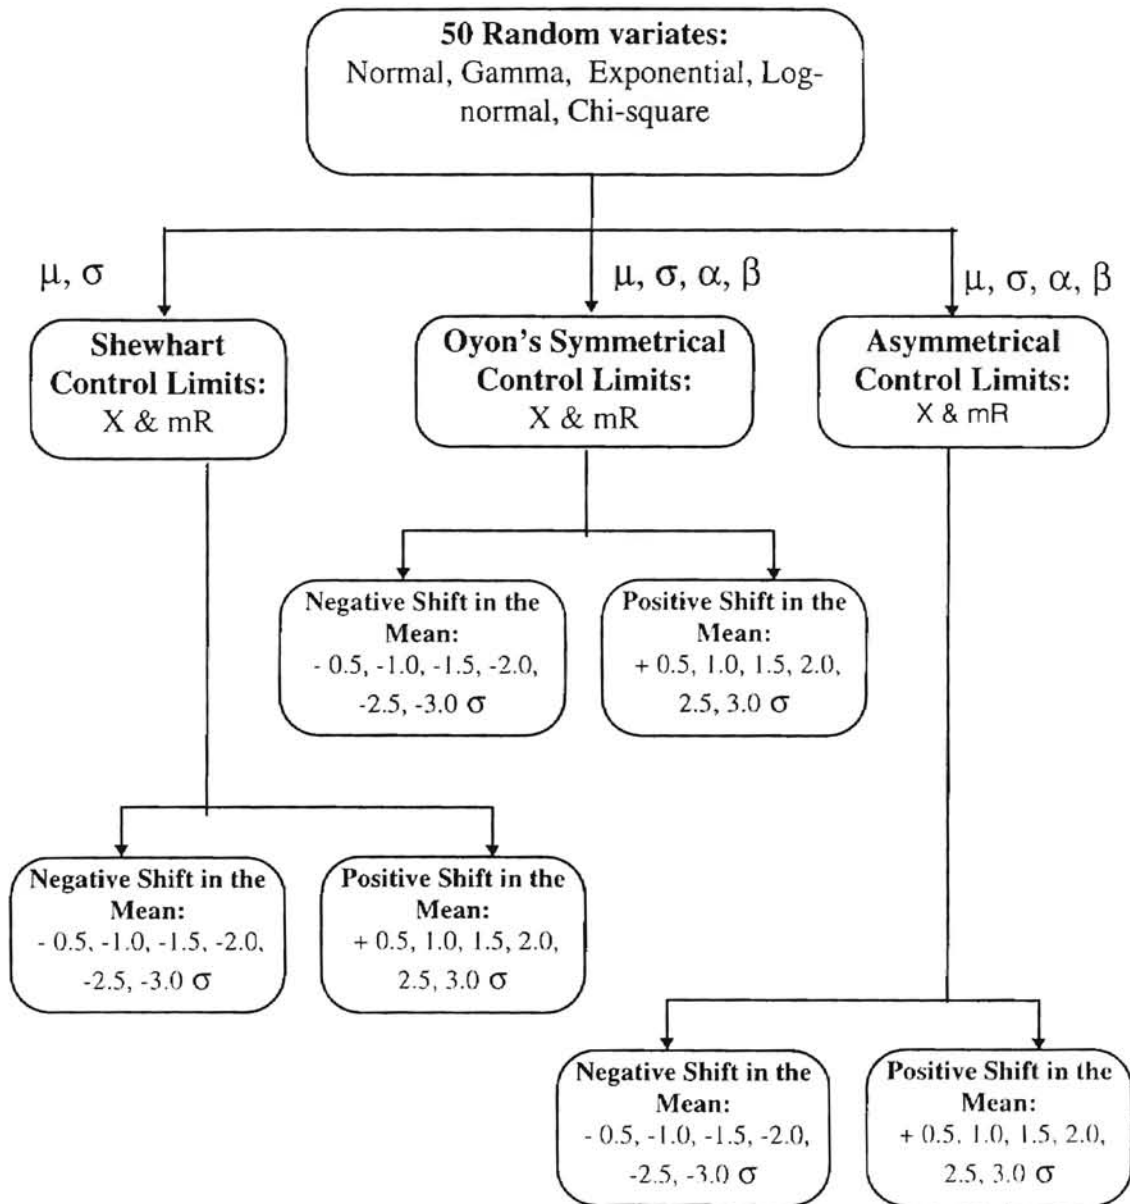 50 Random variates:
Normal, Gamma, Exponential, Log-
normal, Chi-square
μ, σ
μ, σ, α, β
μ, σ, α, β
Shewhart
Control Limits:
X & mR
Oyon's Symmetrical
Control Limits:
X & mR
Asymmetrical
Control Limits:
X & mR
Negative Shift in the
Mean:
- 0.5, -1.0, -1.5, -2.0,
-2.5, -3.0 σ
Positive Shift in the
Mean:
+ 0.5, 1.0, 1.5, 2.0,
2.5, 3.0 σ
Negative Shift in the
Mean:
- 0.5, -1.0, -1.5, -2.0,
-2.5, -3.0 σ
Positive Shift in the
Mean:
+ 0.5, 1.0, 1.5, 2.0,
2.5, 3.0 σ
Negative Shift in the
Mean:
- 0.5, -1.0, -1.5, -2.0,
-2.5, -3.0 σ
Positive Shift in the
Mean:
+ 0.5, 1.0, 1.5, 2.0,
2.5, 3.0 σ